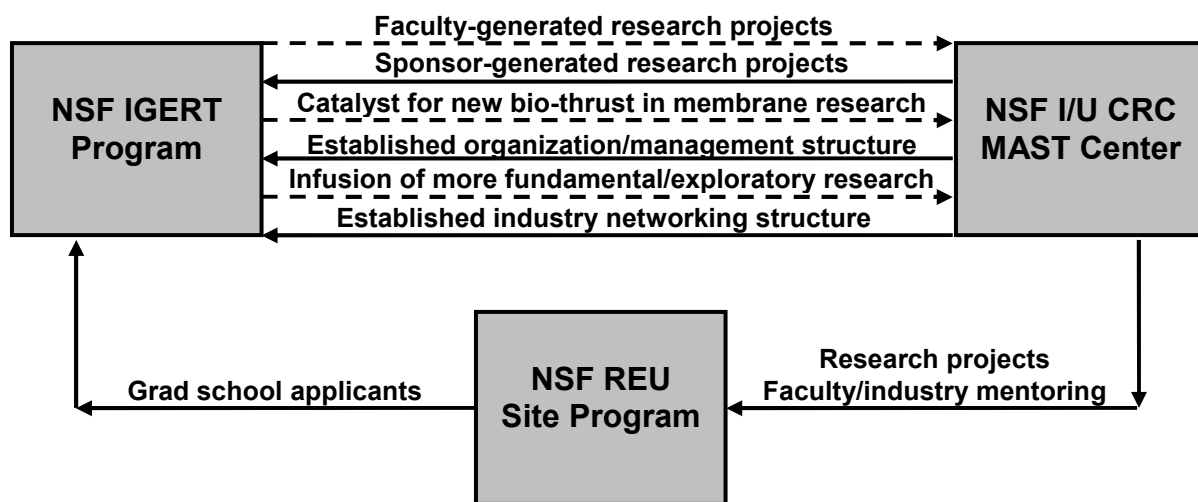 Faculty-generated research projects
Sponsor-generated research projects
NSF IGERT
Program
Catalyst for new bio-thrust in membrane research
Established organization/management structure
Infusion of more fundamental/exploratory research
Established industry networking structure
NSF I/U CRC
MAST Center
Grad school applicants
NSF REU
Site Program
Research projects
Faculty/industry mentoring